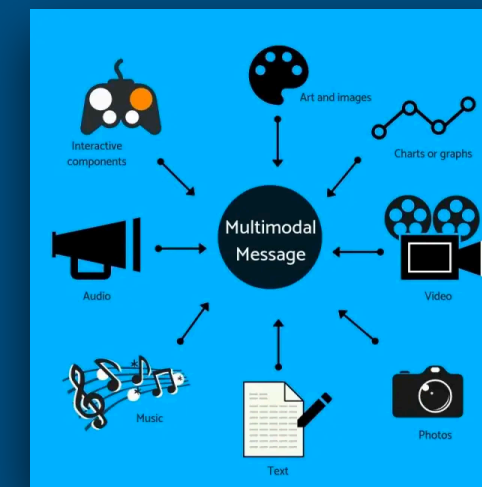 Art and images
Interactive
components
Charts or graphs
Multimodal
Message
Audio
Video
Music
Photos
Text